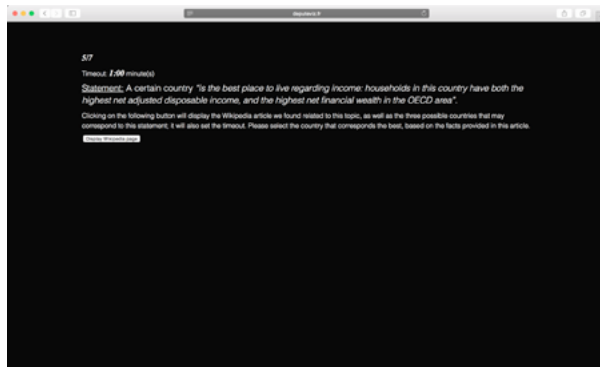 5/7
Timeout: 1:00 minute(s)
Statement: A certain country "is the best place to live regarding income: households in this country have both the
highest net adjusted disposable income, and the highest net financial wealth in the OECD area".
Clicking on the following button will display the Wikipedia article we found related to this topic, as well as the three possible countries that may
correspond to this statement; it will also set the timeout. Please select the country that corresponds the best, based on the facts provided in this article.
Display Wikipedia page